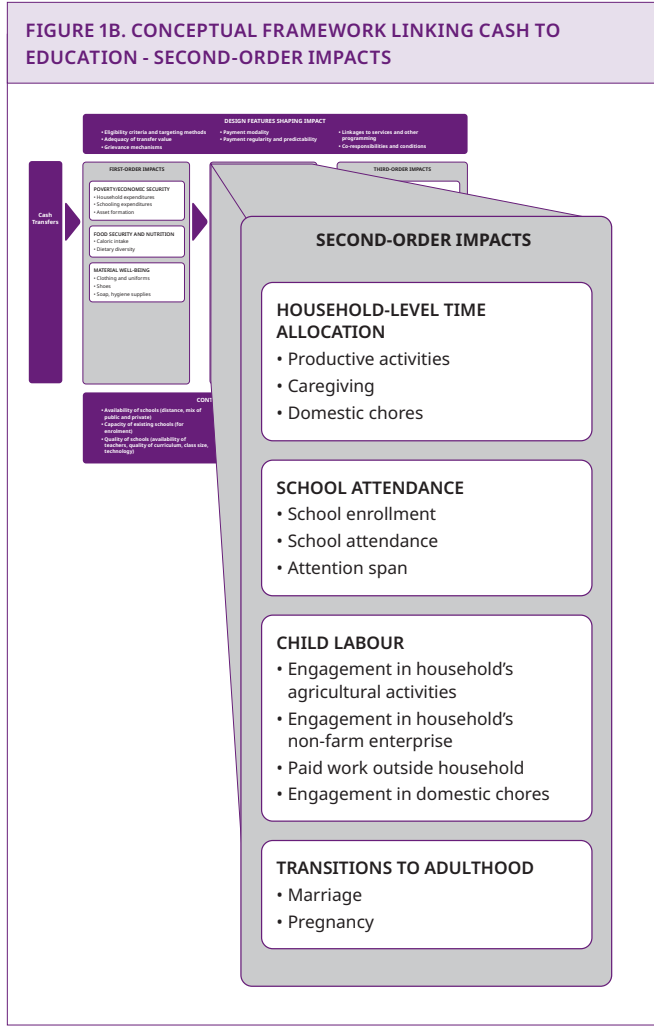 FIGURE 1B. CONCEPTUAL FRAMEWORK LINKING CASH TO
EDUCATION - SECOND-ORDER IMPACTS
DESIGN FEATURES SHAPING IMPACT
• Eligibility criteria and targeting methods
• Adequacy of transfer value
• Grievance mechanisms
• Payment modality
• Payment regularity and predictability
• Linkages to services and other
programming
• Co-responsibilities and conditions
Cash
Transfers
FIRST-ORDER IMPACTS
POVERTY/ECONOMIC SECURITY
• Household expenditures
• Schooling expenditures
• Asset formation
FOOD SECURITY AND NUTRITION
• Caloric intake
• Dietary diversity
MATERIAL WELL-BEING
• Clothing and uniforms
• Shoes
• Soap, hygiene supplies
THIRD-ORDER IMPACTS
SECOND-ORDER IMPACTS
HOUSEHOLD-LEVEL TIME
ALLOCATION
• Productive activities
• Caregiving
• Domestic chores
SCHOOL ATTENDANCE
• School enrollment
• School attendance
• Attention span
CHILD LABOUR
• Engagement in household’s
agricultural activities
• Engagement in household’s
non-farm enterprise
• Paid work outside household
• Engagement in domestic chores
TRANSITIONS TO ADULTHOOD
• Marriage
• Pregnancy
CONT
• Availability of schools (distance, mix of
public and private)
• Capacity of existing schools (for
enrolment)
• Quality of schools (availability of
teachers, quality of curriculum, class size,
technology)